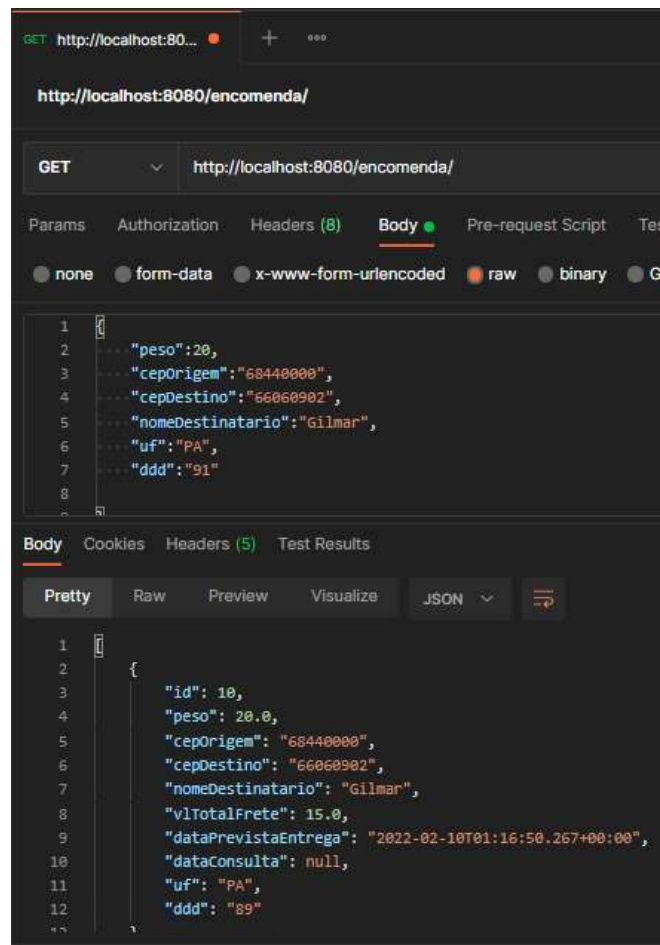 GET http://localhost:80... + ooo
http://localhost:8080/encomenda/
GET http://localhost:8080/encomenda/
Params Authorization Headers (8) Body Pre-request Script Tes
none form-data x-www-form-urlencoded raw binary G
1 {
2 "peso":20,
3 "cepOrigem":"68440000",
4 "cepDestino":"66060902",
5 "nomeDestinatario":"Gilmar",
6 "uf":"PA",
7 "ddd":"91"
8
9 }
Body Cookies Headers (5) Test Results
Pretty Raw Preview Visualize JSON
1 [
2 {
3 "id": 10,
4 "peso": 20.0,
5 "cepOrigem": "68440000",
6 "cepDestino": "66060902",
7 "nomeDestinatario": "Gilmar",
8 "vlTotalFrete": 15.0,
9 "dataPrevistaEntrega": "2022-02-10T01:16:50.267+00:00",
10 "dataConsulta": null,
11 "uf": "PA",
12 "ddd": "89"
13 }